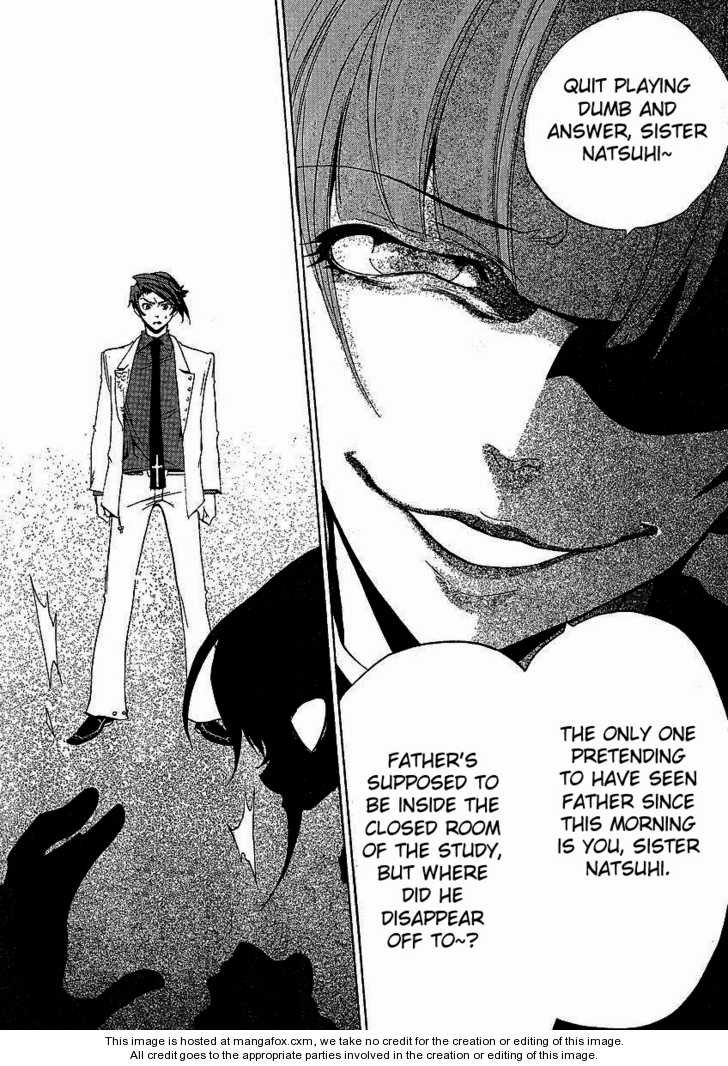 QUIT PLAYING
DUMB AND
ANSWER, SISTER
NATSUHI~
THE ONLY ONE
PRETENDING
TO HAVE SEEN
FATHER SINCE
THIS MORNING
IS YOU, SISTER
NATSUHI.
FATHER'S
SUPPOSED TO
BE INSIDE THE
CLOSED ROOM
OF THE STUDY,
BUT WHERE
DID HE
DISAPPEAR
OFF TO~?
This image is hosted at mangafox.cxm, we take no credit for the creation or editing of this image.
All credit goes to the appropriate parties involved in the creation or editing of this image.